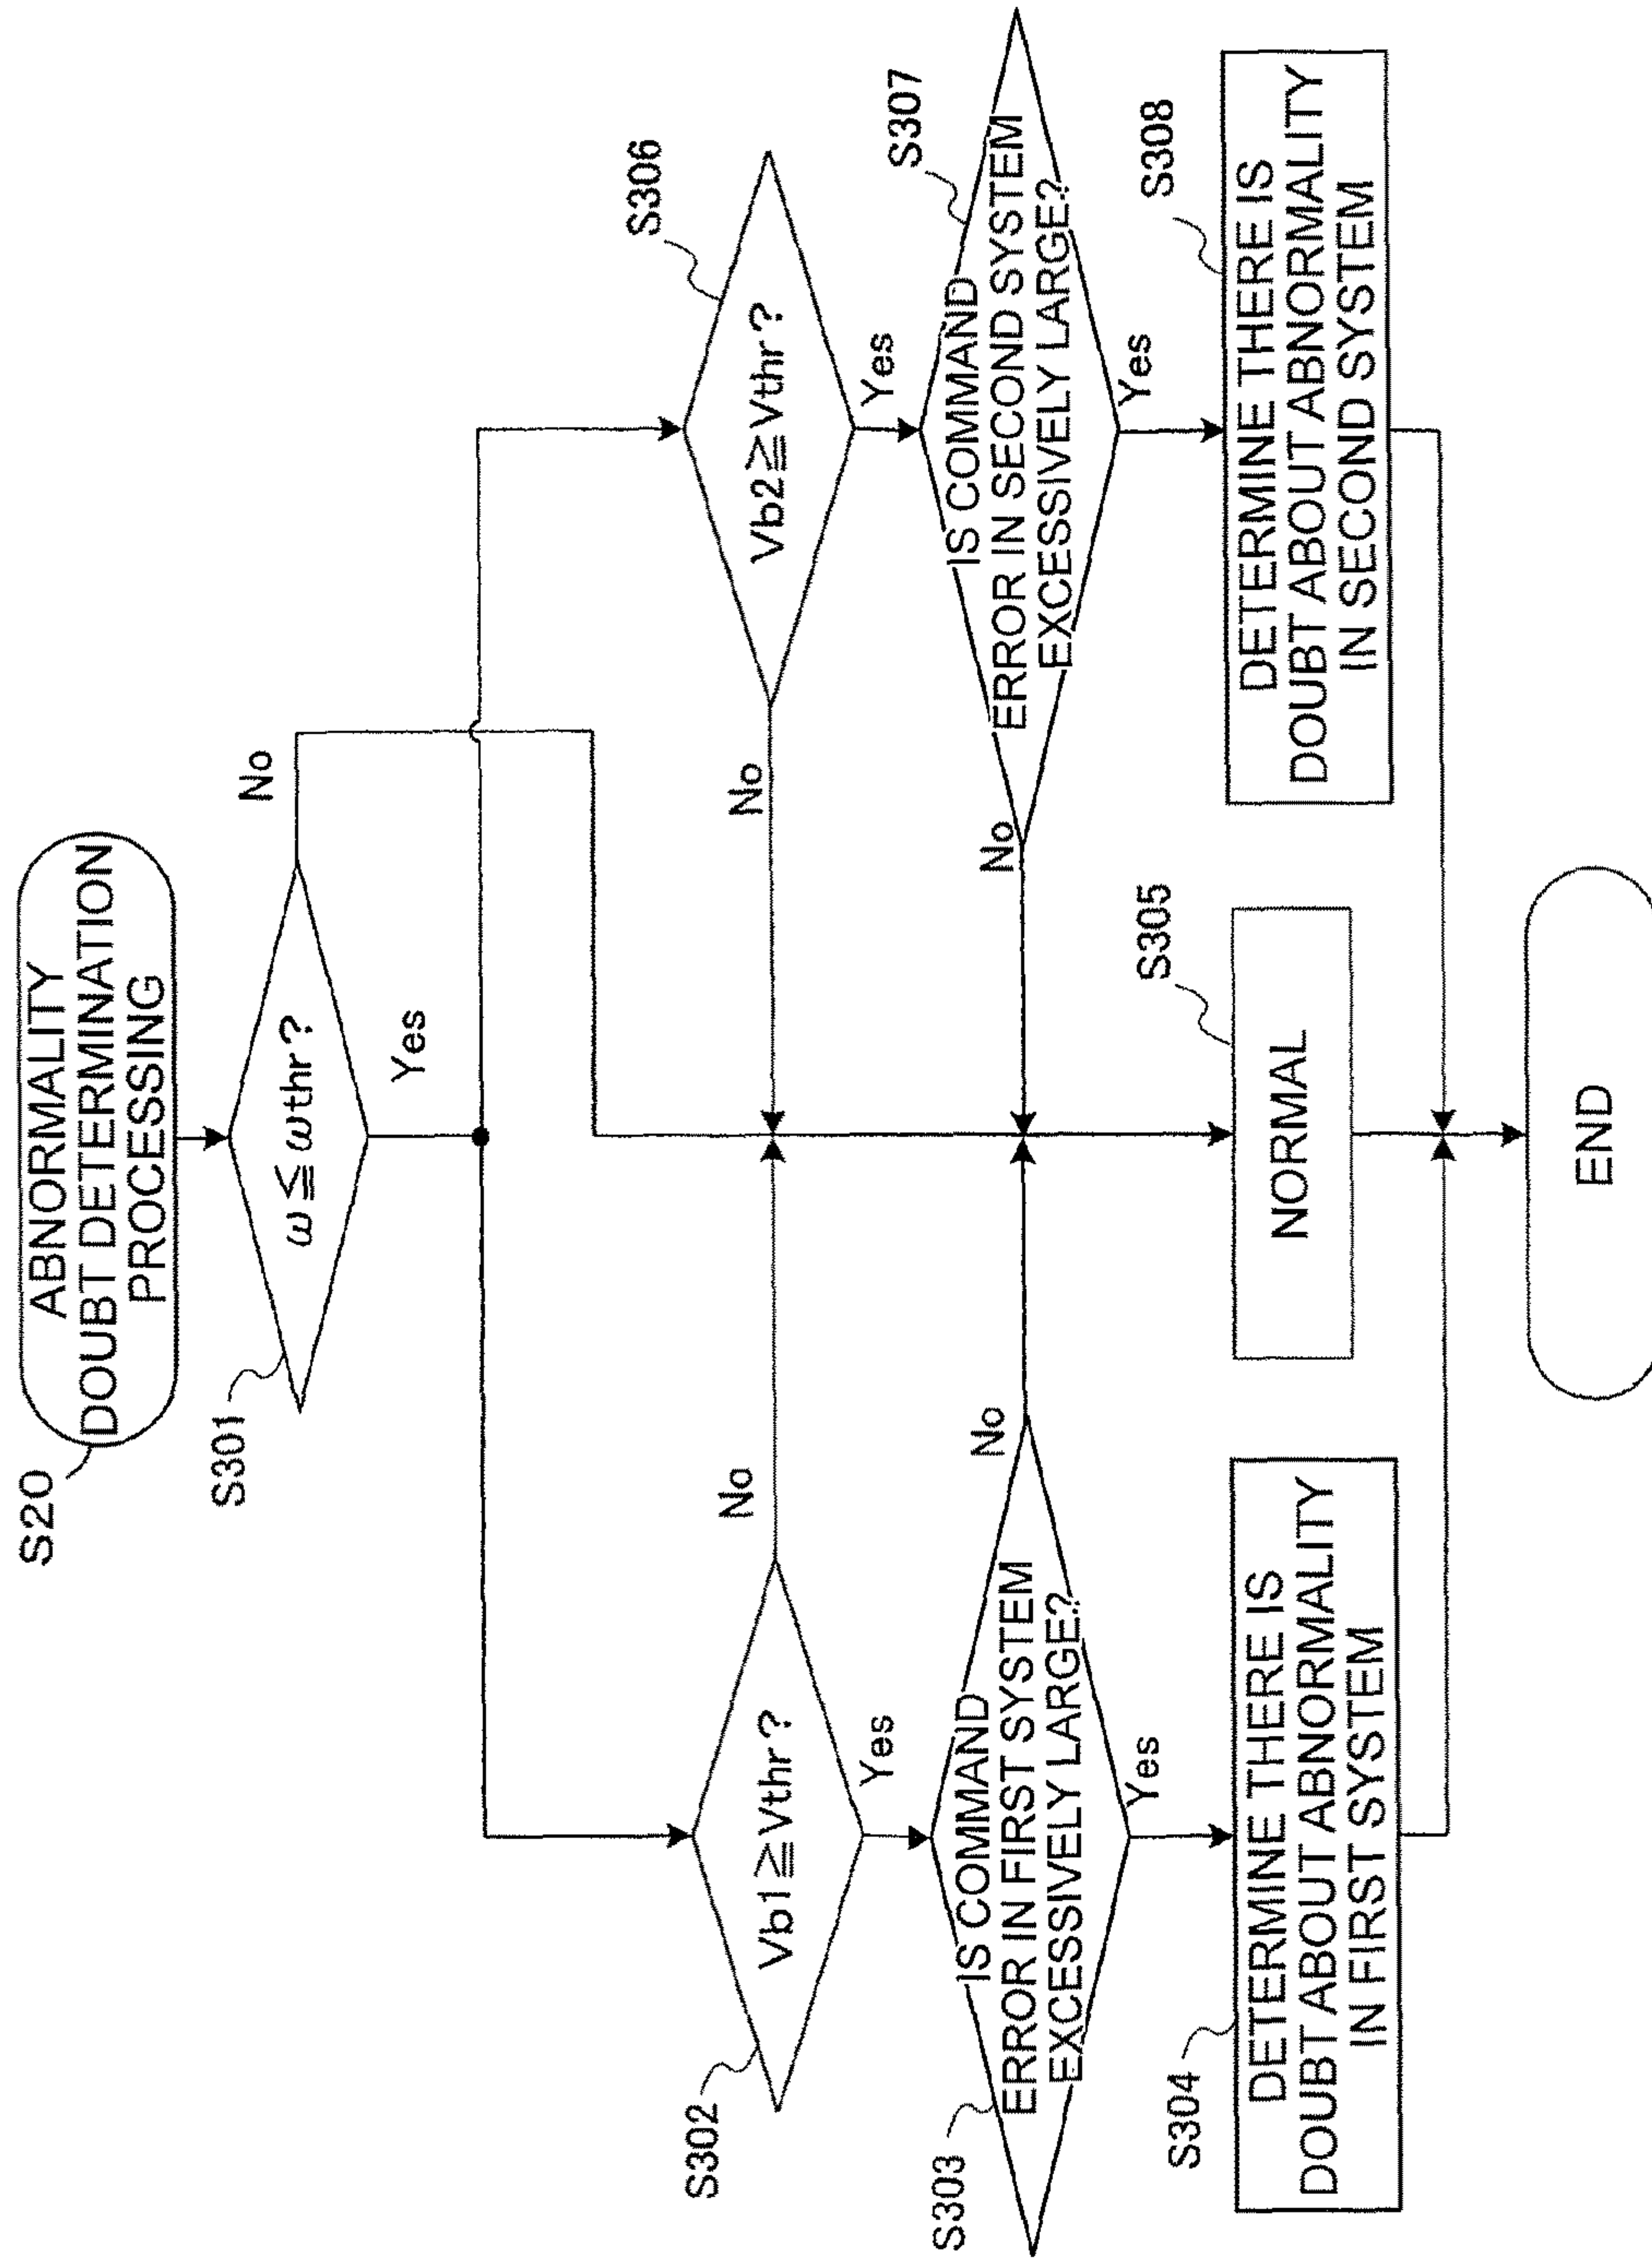 S20
ABNORMALITY
DOUBT DETERMINATION
PROCESSING
S301
ω≦ωthr?
No
Yes
S302
Vb1≧Vthr?
No
Yes
S306
Vb2≧Vthr?
No
Yes
S303
IS COMMAND
ERROR IN FIRST SYSTEM
EXCESSIVELY LARGE?
No
Yes
S307
IS COMMAND
ERROR IN SECOND SYSTEM
EXCESSIVELY LARGE?
No
Yes
S304
DETERMINE THERE IS
DOUBT ABOUT ABNORMALITY
IN FIRST SYSTEM
S305
NORMAL
S308
DETERMINE THERE IS
DOUBT ABOUT ABNORMALITY
IN SECOND SYSTEM
END